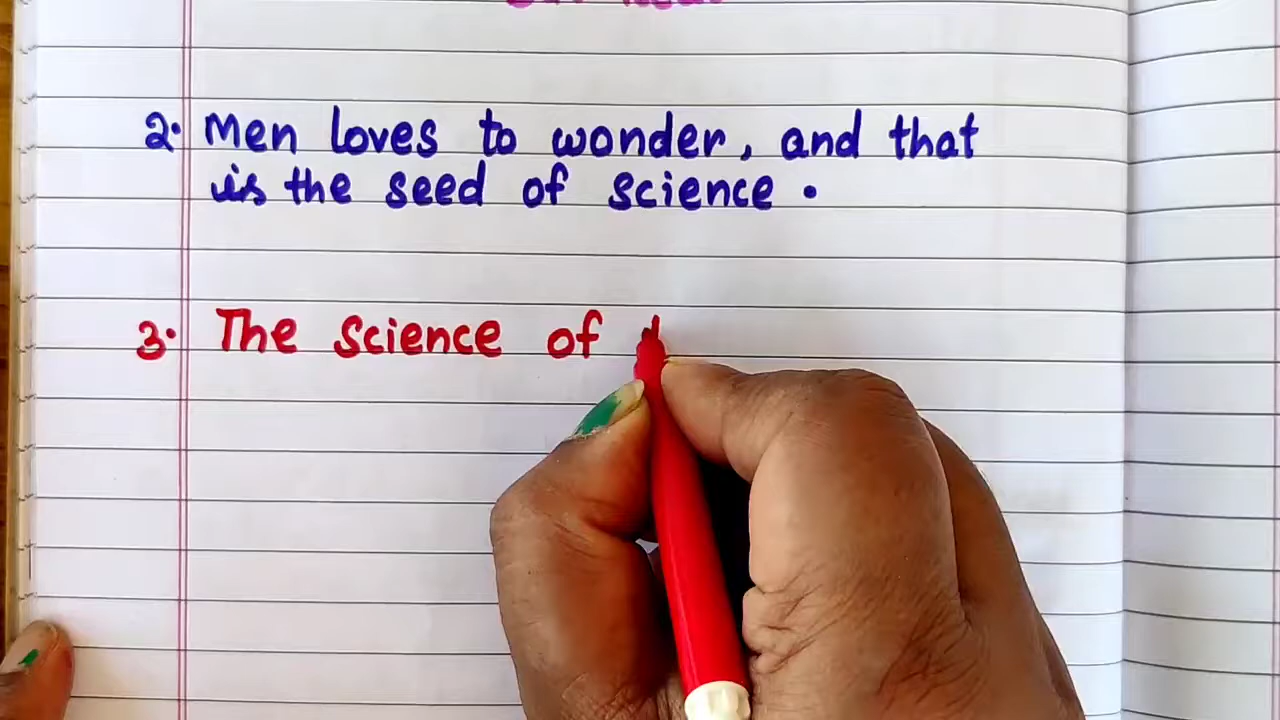 2. Men loves to wonder, and that
is the seed of science.
3. The Science of